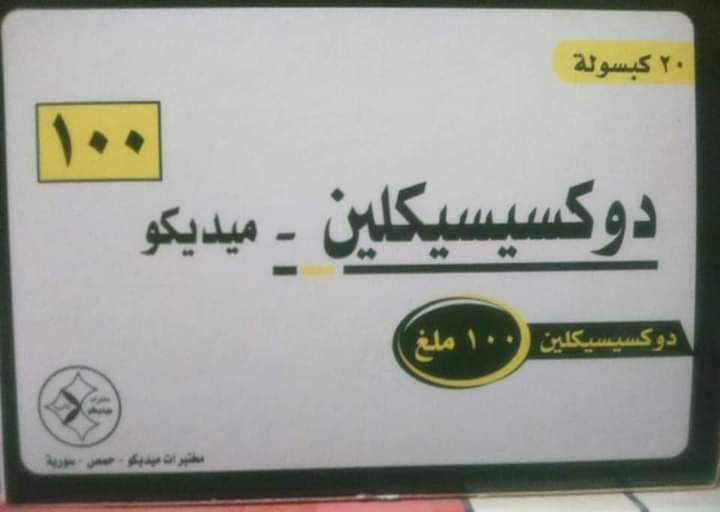 ٢٠ كبسولة
١٠٠
دوكسيسيكلين - ميديكو
دوكسيسيكلين ١٠٠ ملغ
مختبرات ميديكو - حمص - سورية